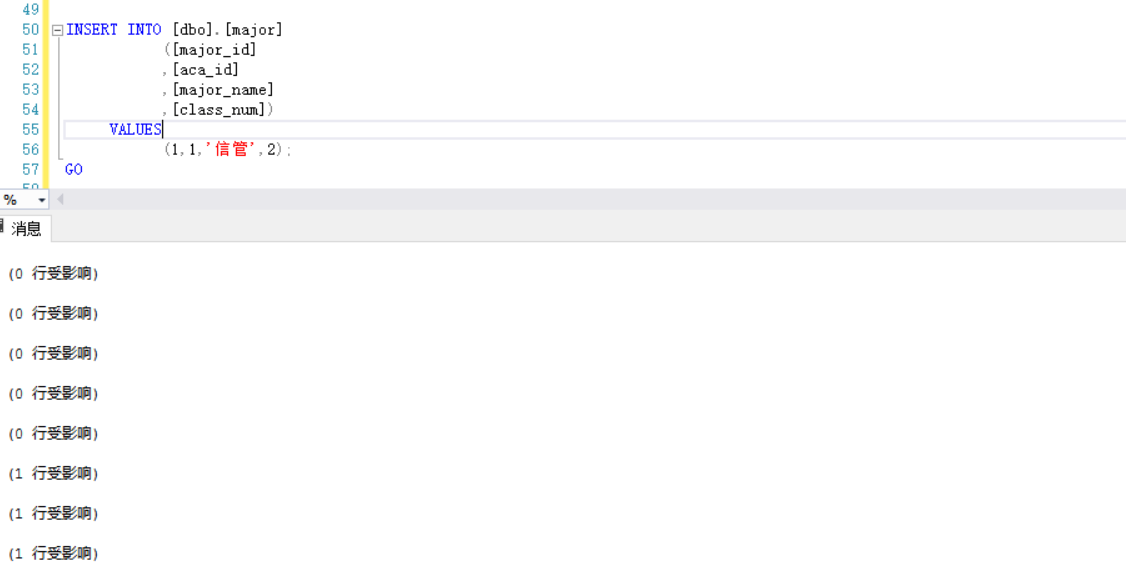 49
50 INSERT INTO [dbo].[major]
51 ([major_id]
52 ,[aca_id]
53 ,[major_name]
54 ,[class_num])
55 VALUES
56 (1,1,'信管',2);
57 GO
58
%
消息
(0 行受影响)
(0 行受影响)
(0 行受影响)
(0 行受影响)
(0 行受影响)
(1 行受影响)
(1 行受影响)
(1 行受影响)